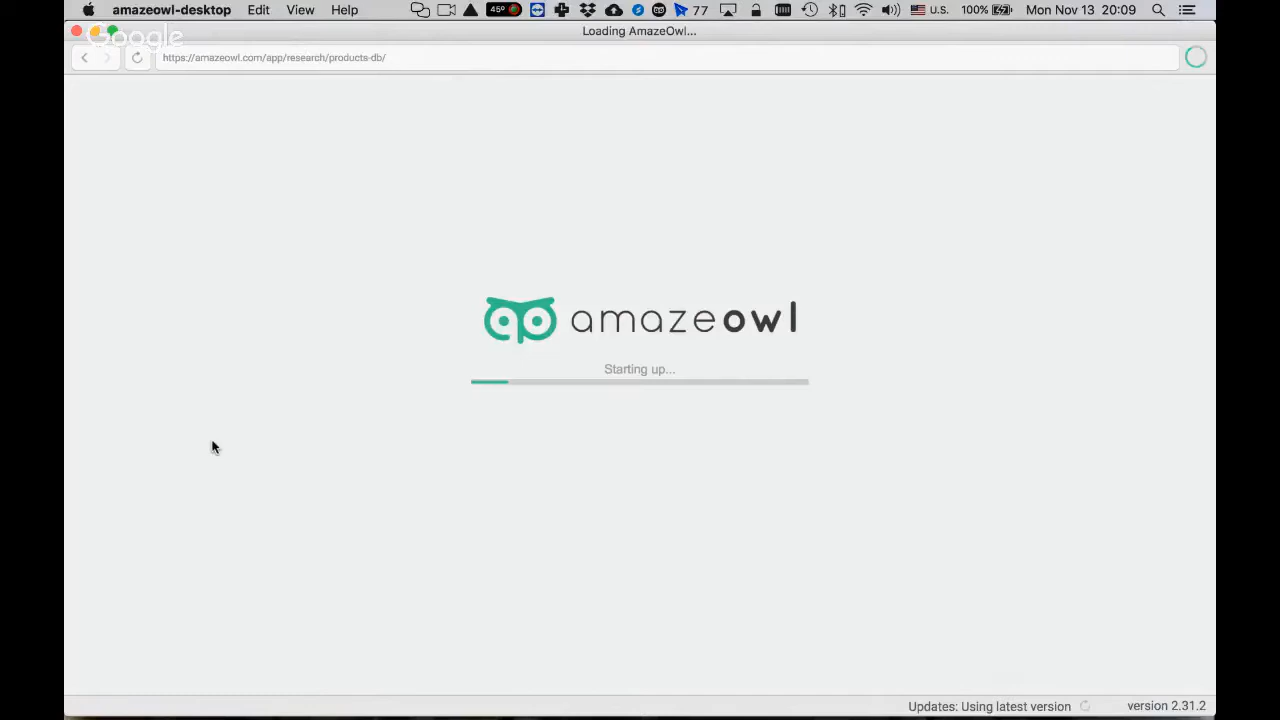 amazeowl-desktop Edit View Help 45° 77 U.S. 100% Mon Nov 13 20:09
Google
Loading AmazeOwl...
https://amazeowl.com/app/research/products-db/
amazeowl
Starting up...
Updates: Using latest version version 2.31.2